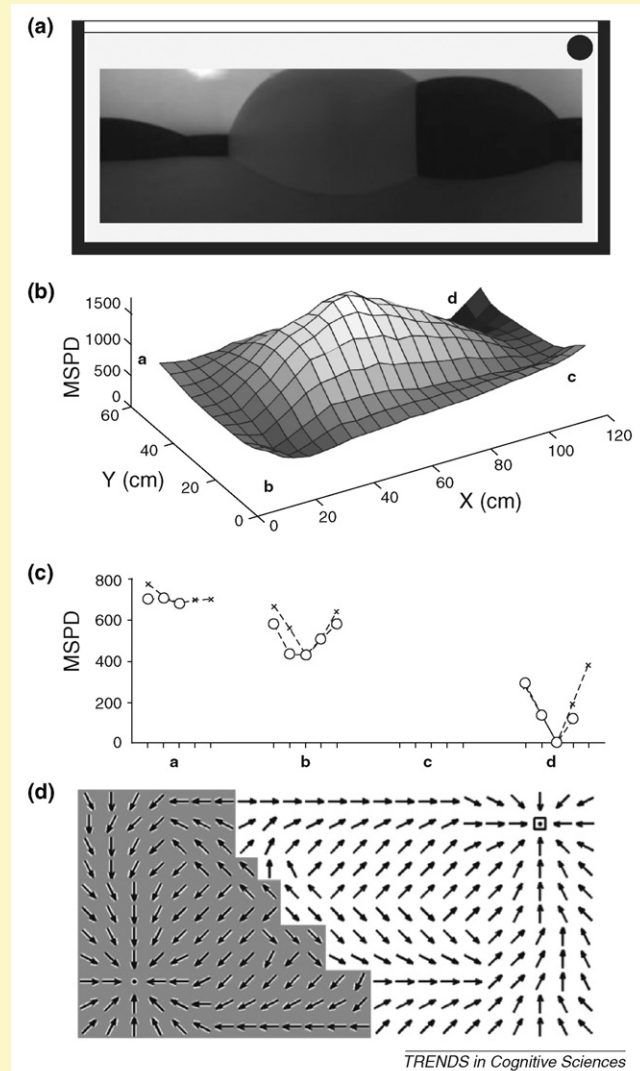 (a)
(b)
1500
1000
500
0
MSPD
a
b
c
d
60
40
20
0
Y (cm)
0
20
40
60
80
100
120
X (cm)
(c)
800
600
400
200
0
MSPD
a b c d
(d)
TRENDS in Cognitive Sciences